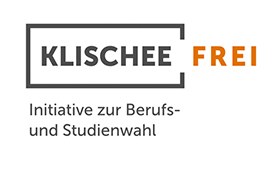 KLISCHEE FREI
Initiative zur Berufs-
und Studienwahl